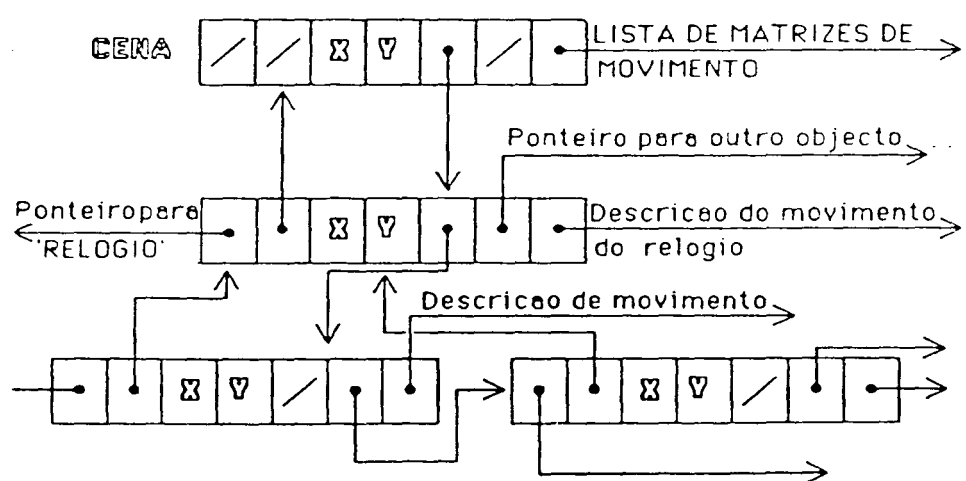 CENA
X Y
LISTA DE MATRIZES DE
MOVIMENTO
Ponteiro para outro objecto
Ponteiropara
'RELOGIO'
X Y
Descricao do movimento
do relogio
Descricao de movimento
X Y
X Y